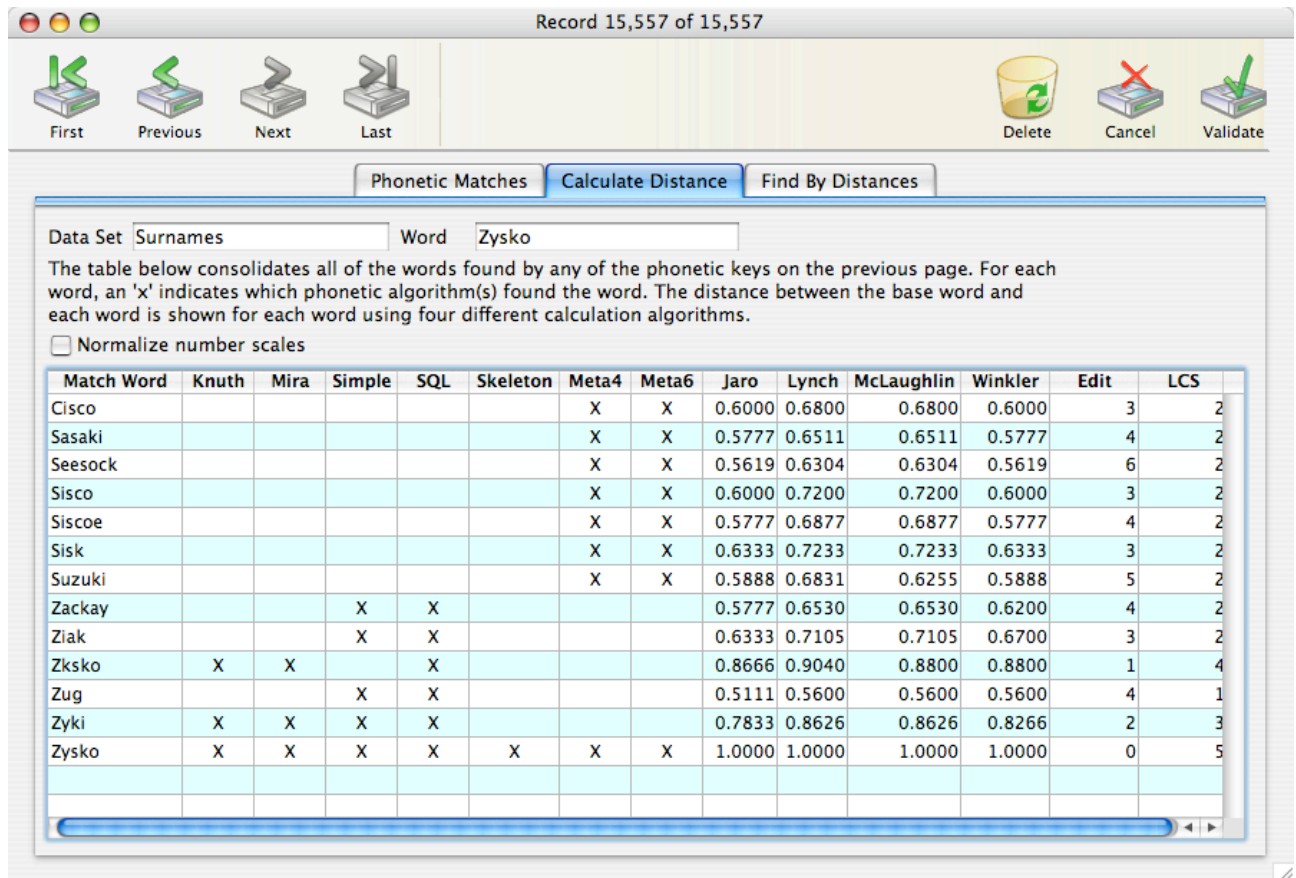 Record 15,557 of 15,557
First Previous Next Last Delete Cancel Validate
Phonetic Matches Calculate Distance Find By Distances
Data Set Surnames Word Zysko
The table below consolidates all of the words found by any of the phonetic keys on the previous page. For each
word, an 'x' indicates which phonetic algorithm(s) found the word. The distance between the base word and
each word is shown for each word using four different calculation algorithms.
Normalize number scales
Match Word Knuth Mira Simple SQL Skeleton Meta4 Meta6 Jaro Lynch McLaughlin Winkler Edit LCS
Cisco X X 0.6000 0.6800 0.6800 0.6000 3 2
Sasaki X X 0.5777 0.6511 0.6511 0.5777 4 2
Seesock X X 0.5619 0.6304 0.6304 0.5619 6 2
Sisco X X 0.6000 0.7200 0.7200 0.6000 3 2
Siscoe X X 0.5777 0.6877 0.6877 0.5777 4 2
Sisk X X 0.6333 0.7233 0.7233 0.6333 3 2
Suzuki X X 0.5888 0.6831 0.6255 0.5888 5 2
Zackay X X 0.5777 0.6530 0.6530 0.6200 4 2
Ziak X X 0.6333 0.7105 0.7105 0.6700 3 2
Zksko X X X 0.8666 0.9040 0.8800 0.8800 1 4
Zug X X 0.5111 0.5600 0.5600 0.5600 4 1
Zyki X X X X 0.7833 0.8626 0.8626 0.8266 2 3
Zysko X X X X X X X 1.0000 1.0000 1.0000 1.0000 0 5